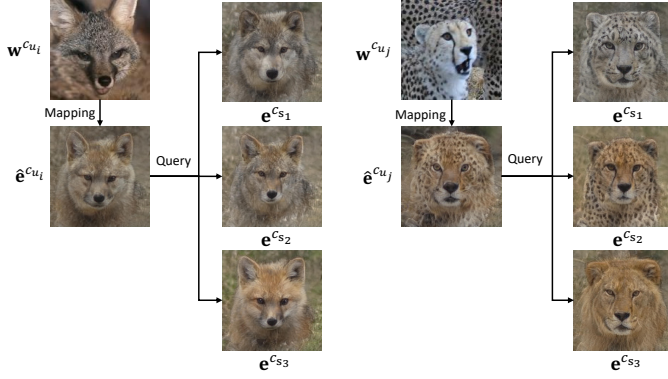 𝐰^{c_{u_i}}
Mapping
ê^{c_{u_i}}
Query
𝐞^{c_{s_1}}
𝐞^{c_{s_2}}
𝐞^{c_{s_3}}
𝐰^{c_{u_j}}
Mapping
ê^{c_{u_j}}
Query
𝐞^{c_{s_1}}
𝐞^{c_{s_2}}
𝐞^{c_{s_3}}